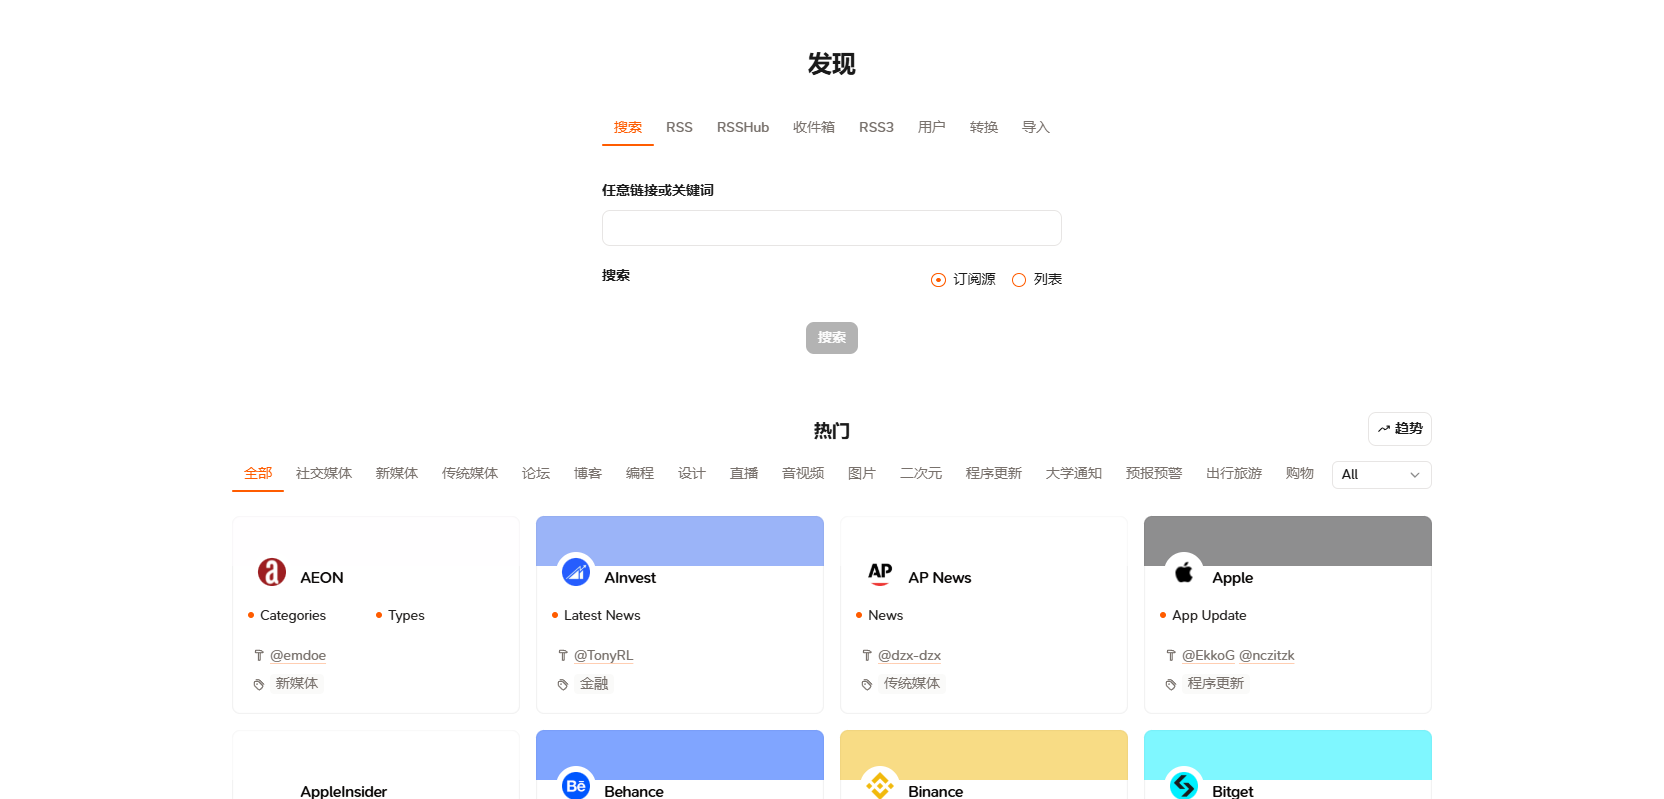 发现
搜索 RSS RSSHub 收件箱 RSS3 用户 转换 导入
任意链接或关键词
搜索 订阅源 列表
搜索
热门 趋势
全部 社交媒体 新媒体 传统媒体 论坛 博客 编程 设计 直播 音视频 图片 二次元 程序更新 大学通知 预报预警 出行旅游 购物 All
AEON AInvest AP AP News Apple
Categories Types Latest News News App Update
@emdoe @TonyRL @dzx-dzx @EkkoG @nczitzk
新媒体 金融 传统媒体 程序更新
AppleInsider Bē Behance Binance Bitget